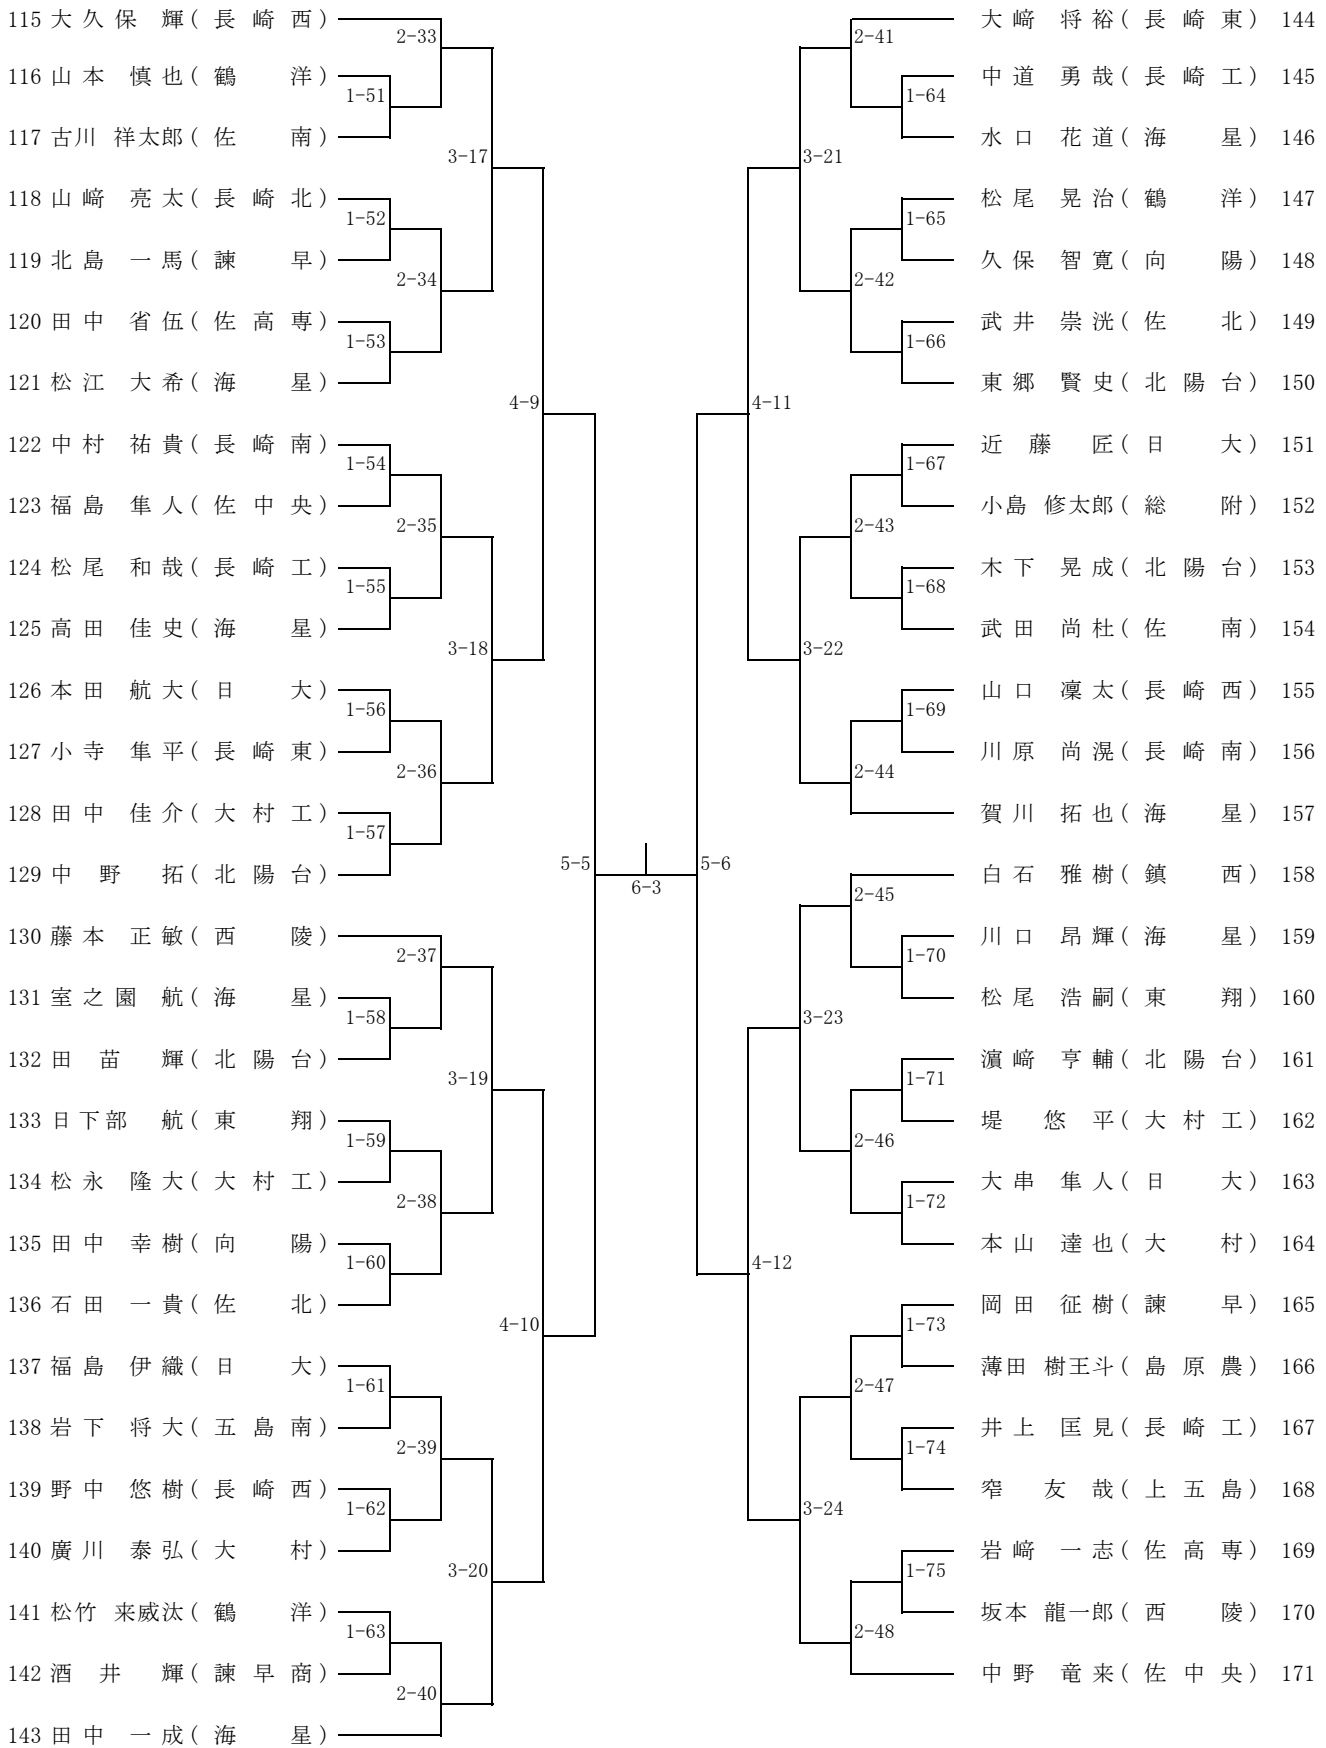 115 大久保 輝(長崎西)
2-33
116 山本 慎也(鶴 洋)
1-51
117 古川 祥太郎(佐 南)
3-17
118 山﨑 亮太(長崎北)
1-52
119 北島 一馬(諫 早)
2-34
120 田中 省伍(佐高専)
1-53
121 松江 大希(海 星)
4-9
122 中村 祐貴(長崎南)
1-54
123 福島 隼人(佐中央)
2-35
124 松尾 和哉(長崎工)
1-55
125 高田 佳史(海 星)
3-18
126 本田 航大(日 大)
1-56
127 小寺 隼平(長崎東)
2-36
128 田中 佳介(大村工)
1-57
129 中野 拓(北陽台)
5-5
6-3
130 藤本 正敏(西 陵)
2-37
131 室之園 航(海 星)
1-58
132 田苗 輝(北陽台)
3-19
133 日下部 航(東 翔)
1-59
134 松永 隆大(大村工)
2-38
135 田中 幸樹(向 陽)
1-60
136 石田 一貴(佐 北)
4-10
137 福島 伊織(日 大)
1-61
138 岩下 将大(五島南)
2-39
139 野中 悠樹(長崎西)
1-62
140 廣川 泰弘(大 村)
3-20
141 松竹 来威汰(鶴 洋)
1-63
142 酒井 輝(諫早商)
2-40
143 田中 一成(海 星)
大﨑 将裕(長崎東) 144
2-41
中道 勇哉(長崎工) 145
1-64
水口 花道(海 星) 146
3-21
松尾 晃治(鶴 洋) 147
1-65
久保 智寛(向 陽) 148
2-42
武井 崇洸(佐 北) 149
1-66
東郷 賢史(北陽台) 150
4-11
近藤 匠(日 大) 151
1-67
小島 修太郎(総 附) 152
2-43
木下 晃成(北陽台) 153
1-68
武田 尚杜(佐 南) 154
3-22
山口 凜太(長崎西) 155
1-69
川原 尚滉(長崎南) 156
2-44
賀川 拓也(海 星) 157
5-6
白石 雅樹(鎮 西) 158
2-45
川口 昂輝(海 星) 159
1-70
松尾 浩嗣(東 翔) 160
3-23
濵﨑 亨輔(北陽台) 161
1-71
堤 悠平(大村工) 162
2-46
大串 隼人(日 大) 163
1-72
本山 達也(大 村) 164
4-12
岡田 征樹(諫 早) 165
1-73
薄田 樹王斗(島原農) 166
2-47
井上 匡見(長崎工) 167
1-74
窄 友哉(上五島) 168
3-24
岩﨑 一志(佐高専) 169
1-75
坂本 龍一郎(西 陵) 170
2-48
中野 竜来(佐中央) 171